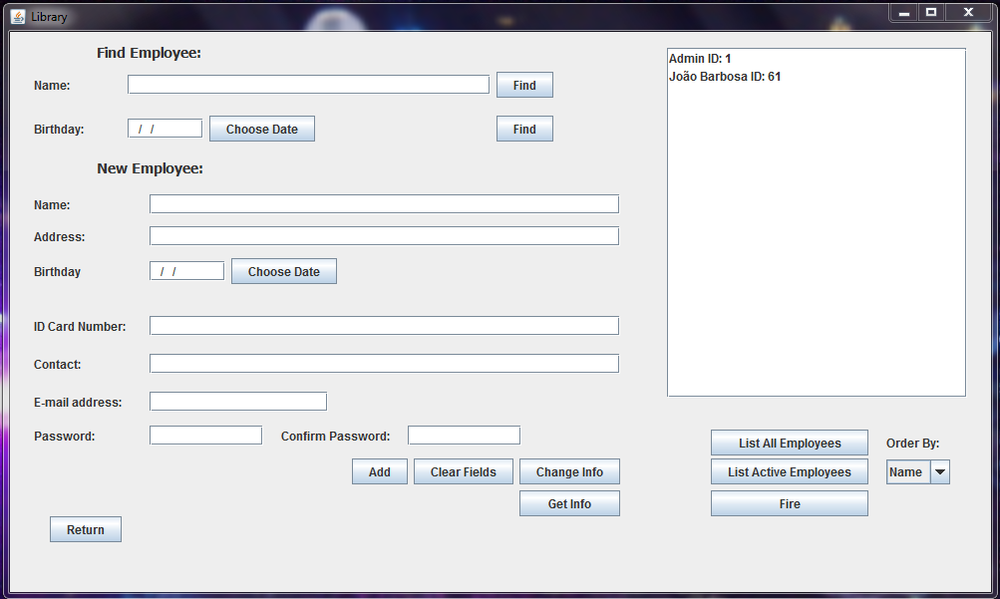 Library
Find Employee:
Name:
Find
Birthday:
/ /
Choose Date
Find
New Employee:
Name:
Address:
Birthday
/ /
Choose Date
ID Card Number:
Contact:
E-mail address:
Password:
Confirm Password:
Add
Clear Fields
Change Info
Get Info
Return
Admin ID: 1
João Barbosa ID: 61
List All Employees
Order By:
List Active Employees
Name
Fire